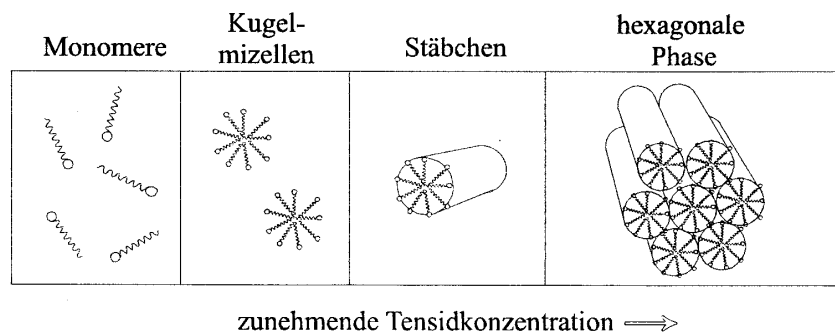 Monomere
Kugel-
mizellen
Stäbchen
hexagonale
Phase
zunehmende Tensidkonzentration